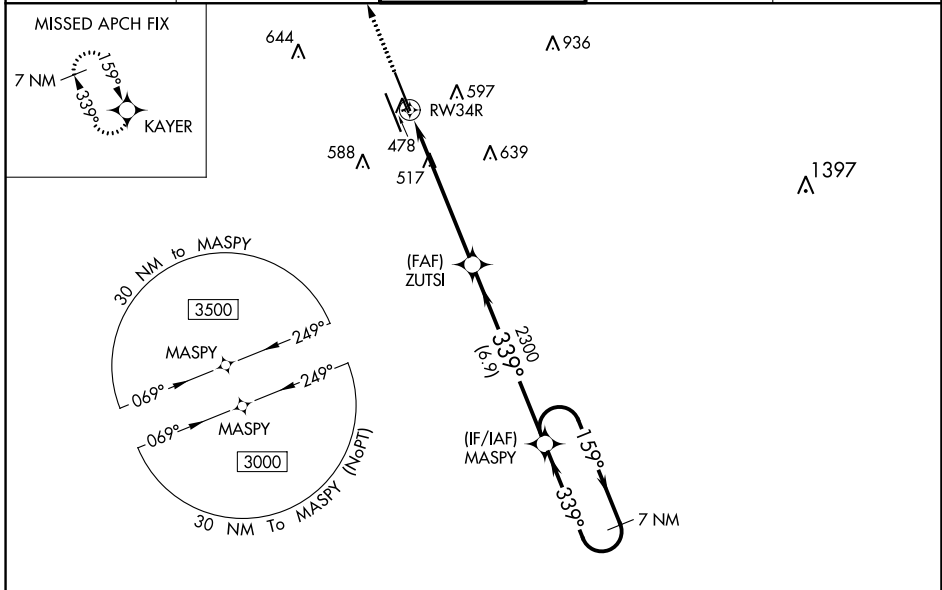 MISSED APCH FIX
7 NM
159°
339°
KAYER
644
936
597
RW34R
478
588
517
639
1397
(FAF)
ZUTSI
2300
339°
(6.9)
(IF/IAF)
MASPY
159°
339°
7 NM
30 NM to MASPY
3500
MASPY
249°
069°
249°
069°
MASPY
3000
30 NM To MASPY (NoPT)